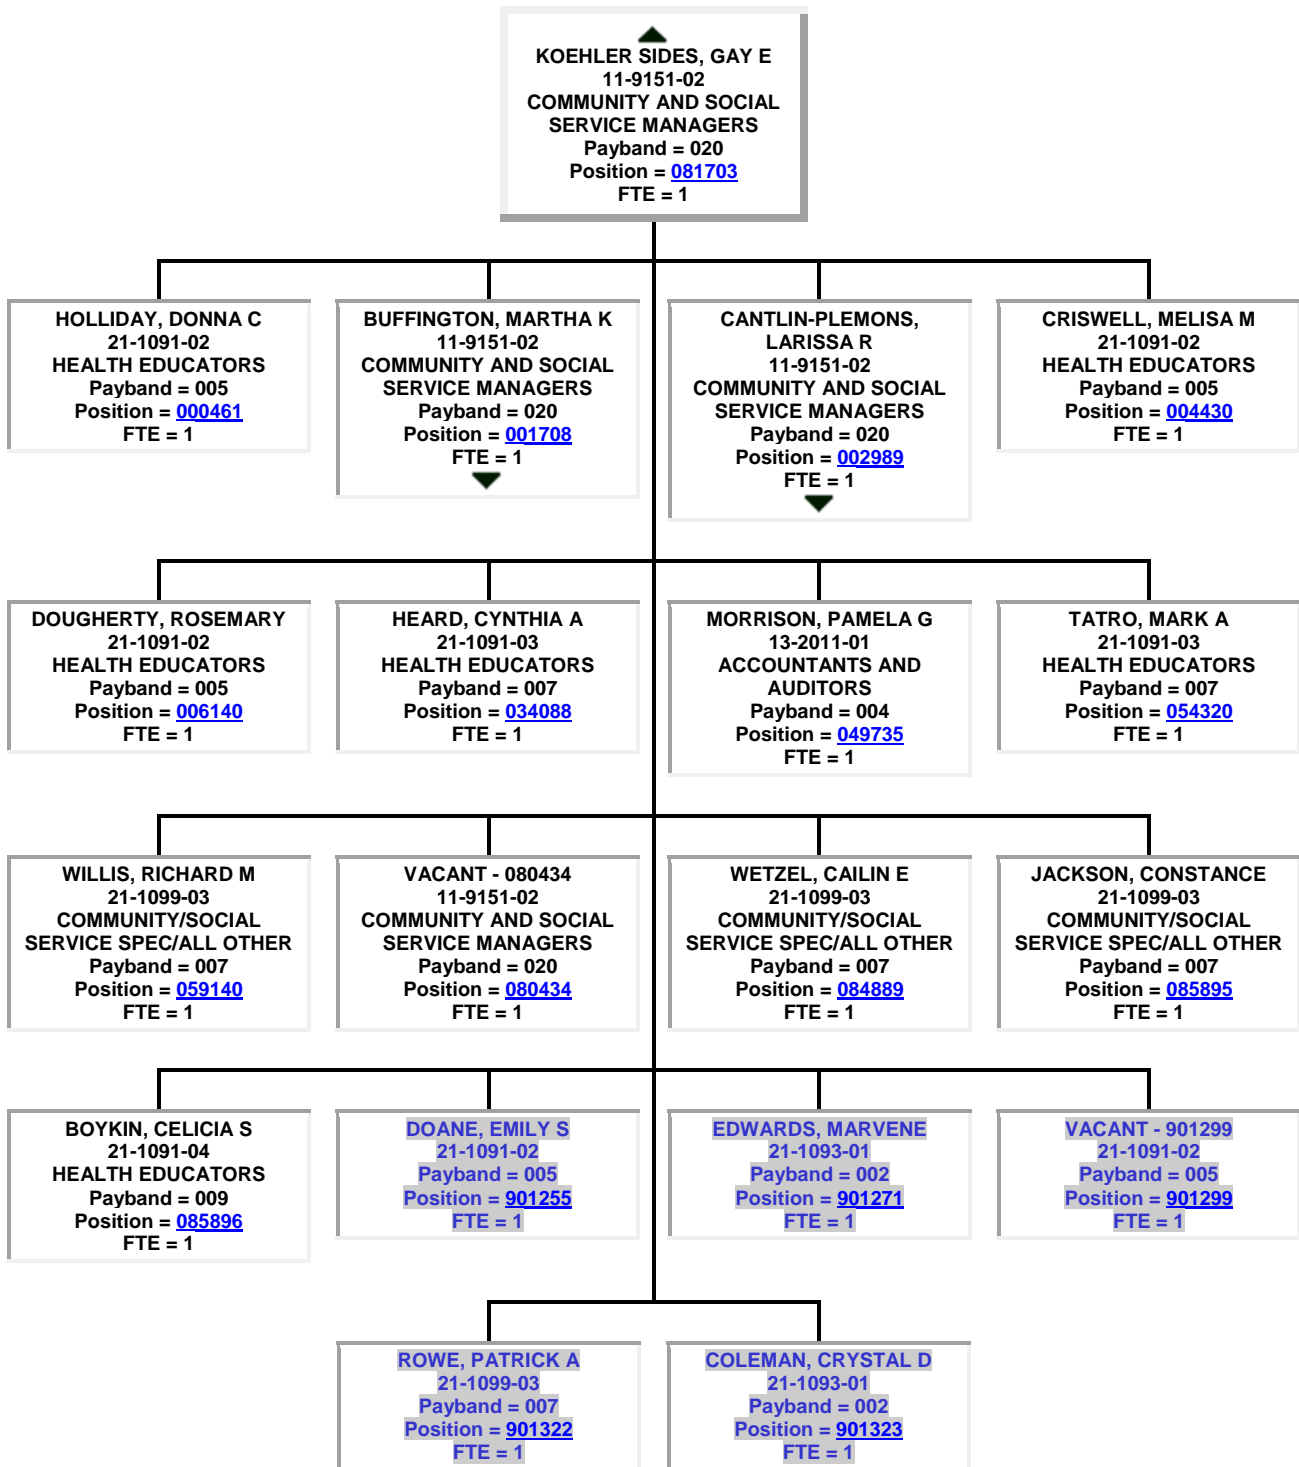 KOEHLER SIDES, GAY E
11-9151-02
COMMUNITY AND SOCIAL
SERVICE MANAGERS
Payband = 020
Position = 081703
FTE = 1
HOLLIDAY, DONNA C
21-1091-02
HEALTH EDUCATORS
Payband = 005
Position = 000461
FTE = 1
BUFFINGTON, MARTHA K
11-9151-02
COMMUNITY AND SOCIAL
SERVICE MANAGERS
Payband = 020
Position = 001708
FTE = 1
CANTLIN-PLEMONS,
LARISSA R
11-9151-02
COMMUNITY AND SOCIAL
SERVICE MANAGERS
Payband = 020
Position = 002989
FTE = 1
CRISWELL, MELISA M
21-1091-02
HEALTH EDUCATORS
Payband = 005
Position = 004430
FTE = 1
DOUGHERTY, ROSEMARY
21-1091-02
HEALTH EDUCATORS
Payband = 005
Position = 006140
FTE = 1
HEARD, CYNTHIA A
21-1091-03
HEALTH EDUCATORS
Payband = 007
Position = 034088
FTE = 1
MORRISON, PAMELA G
13-2011-01
ACCOUNTANTS AND
AUDITORS
Payband = 004
Position = 049735
FTE = 1
TATRO, MARK A
21-1091-03
HEALTH EDUCATORS
Payband = 007
Position = 054320
FTE = 1
WILLIS, RICHARD M
21-1099-03
COMMUNITY/SOCIAL
SERVICE SPEC/ALL OTHER
Payband = 007
Position = 059140
FTE = 1
VACANT - 080434
11-9151-02
COMMUNITY AND SOCIAL
SERVICE MANAGERS
Payband = 020
Position = 080434
FTE = 1
WETZEL, CAILIN E
21-1099-03
COMMUNITY/SOCIAL
SERVICE SPEC/ALL OTHER
Payband = 007
Position = 084889
FTE = 1
JACKSON, CONSTANCE
21-1099-03
COMMUNITY/SOCIAL
SERVICE SPEC/ALL OTHER
Payband = 007
Position = 085895
FTE = 1
BOYKIN, CELICIA S
21-1091-04
HEALTH EDUCATORS
Payband = 009
Position = 085896
FTE = 1
DOANE, EMILY S
21-1091-02
Payband = 005
Position = 901255
FTE = 1
EDWARDS, MARVENE
21-1093-01
Payband = 002
Position = 901271
FTE = 1
VACANT - 901299
21-1091-02
Payband = 005
Position = 901299
FTE = 1
ROWE, PATRICK A
21-1099-03
Payband = 007
Position = 901322
FTE = 1
COLEMAN, CRYSTAL D
21-1093-01
Payband = 002
Position = 901323
FTE = 1